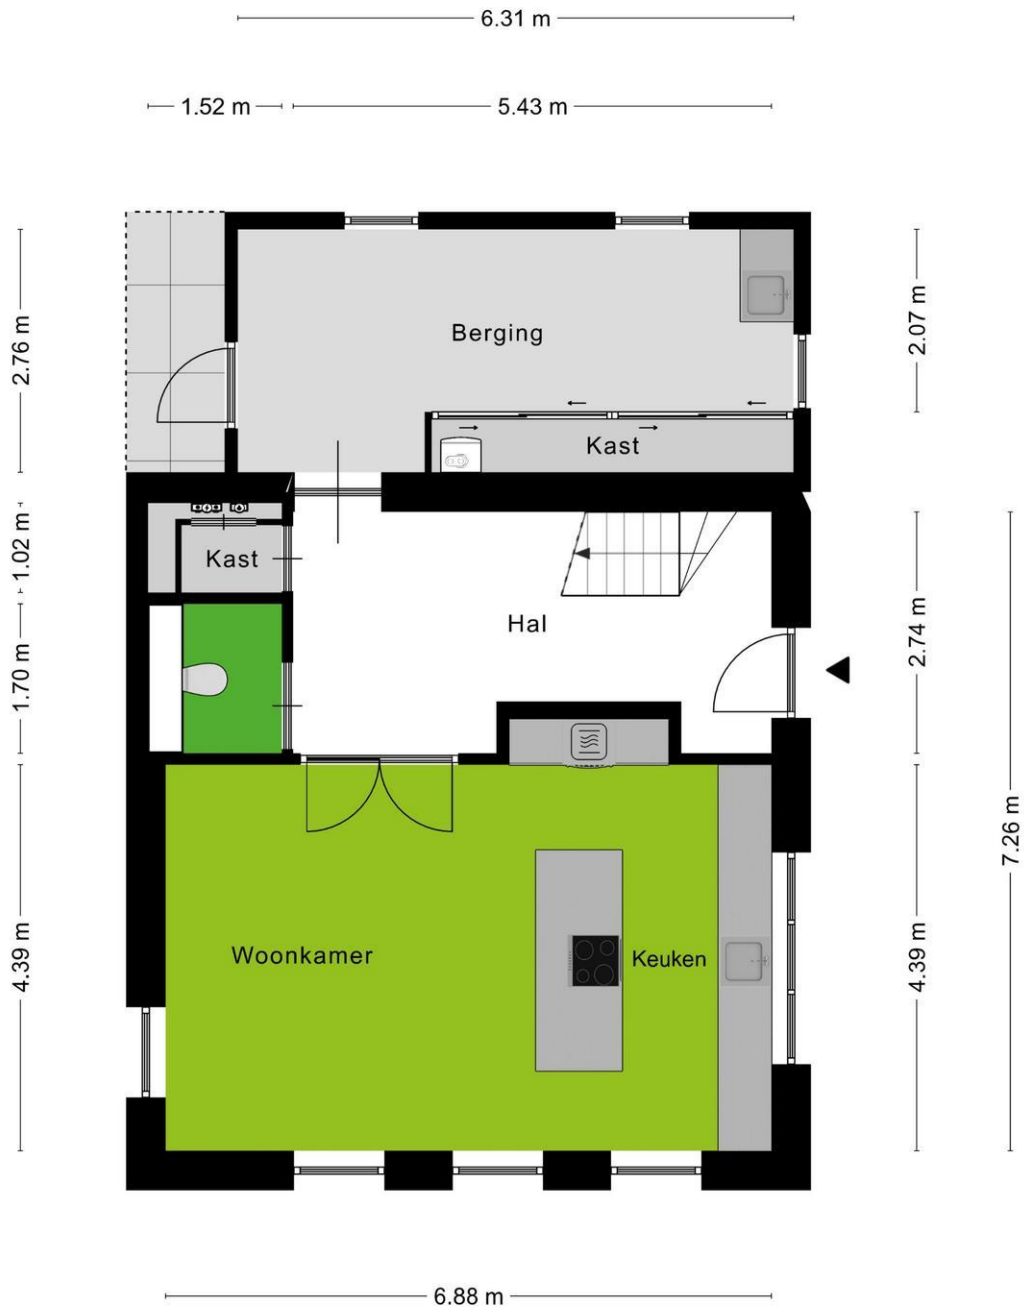 6.31 m
1.52 m
5.43 m
2.76 m
2.07 m
Berging
Kast
1.02 m
Kast
Hal
2.74 m
1.70 m
7.26 m
4.39 m
Woonkamer
Keuken
4.39 m
6.88 m